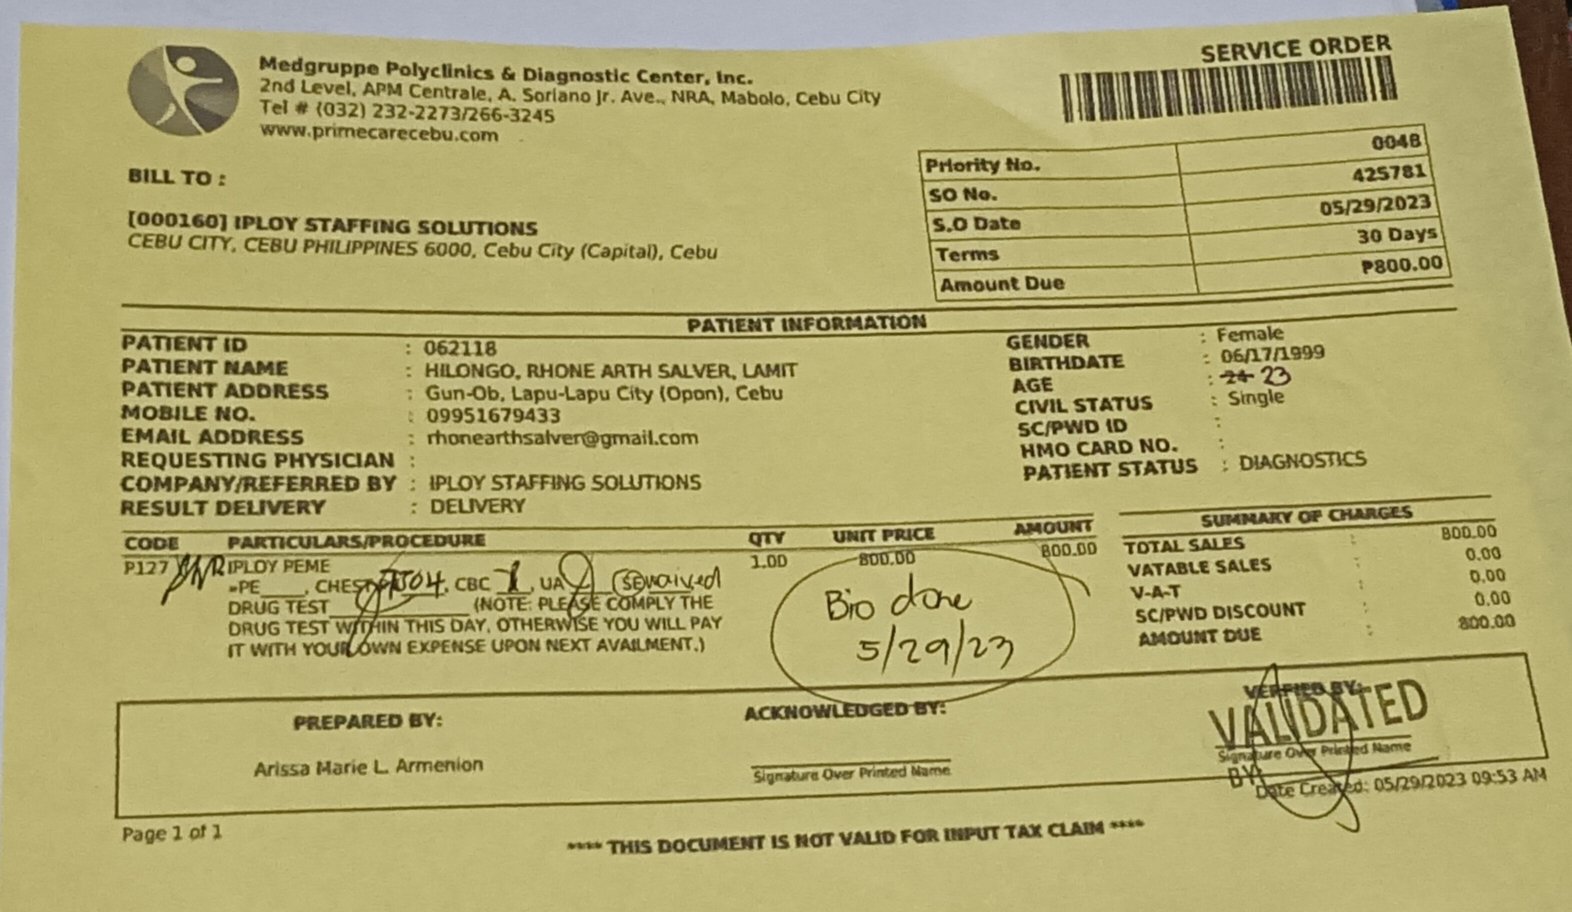 SERVICE ORDER
Medgruppe Polyclinics & Diagnostic Center, Inc.
2nd Level, APM Centrale, A. Soriano Jr. Ave., NRA, Mabolo, Cebu City
Tel # (032) 232-2273/266-3245
www.primecarecebu.com
Priority No. 0048
SO No. 425781
S.O Date 05/29/2023
Terms 30 Days
Amount Due ₱800.00
BILL TO :
[000160] IPLOY STAFFING SOLUTIONS
CEBU CITY, CEBU PHILIPPINES 6000, Cebu City (Capital), Cebu
PATIENT INFORMATION
PATIENT ID : 062118
PATIENT NAME : HILONGO, RHONE ARTH SALVER, LAMIT
PATIENT ADDRESS : Gun-Ob, Lapu-Lapu City (Opon), Cebu
MOBILE NO. : 09951679433
EMAIL ADDRESS : rhonearthsalver@gmail.com
REQUESTING PHYSICIAN :
COMPANY/REFERRED BY : IPLOY STAFFING SOLUTIONS
RESULT DELIVERY : DELIVERY
GENDER : Female
BIRTHDATE : 06/17/1999
AGE : 24 23
CIVIL STATUS : Single
SC/PWD ID :
HMO CARD NO. :
PATIENT STATUS : DIAGNOSTICS
CODE PARTICULARS/PROCEDURE QTY UNIT PRICE AMOUNT
P127 IPLOY PEME 1.00 800.00 800.00
=PE____, CHEST, CBC, UA, SE waived
DRUG TEST (NOTE: PLEASE COMPLY THE
DRUG TEST WITHIN THIS DAY, OTHERWISE YOU WILL PAY
IT WITH YOUR OWN EXPENSE UPON NEXT AVAILMENT.)
Bio done
5/29/23
SUMMARY OF CHARGES
TOTAL SALES : 800.00
VATABLE SALES : 0.00
V-A-T : 0.00
SC/PWD DISCOUNT : 0.00
AMOUNT DUE : 800.00
PREPARED BY:
Arissa Marie L. Armenion
ACKNOWLEDGED BY:
Signature Over Printed Name
VERFIED BY:
VALIDATED
Signature Over Printed Name
BY:
Date Created: 05/29/2023 09:53 AM
Page 1 of 1
**** THIS DOCUMENT IS NOT VALID FOR INPUT TAX CLAIM ****